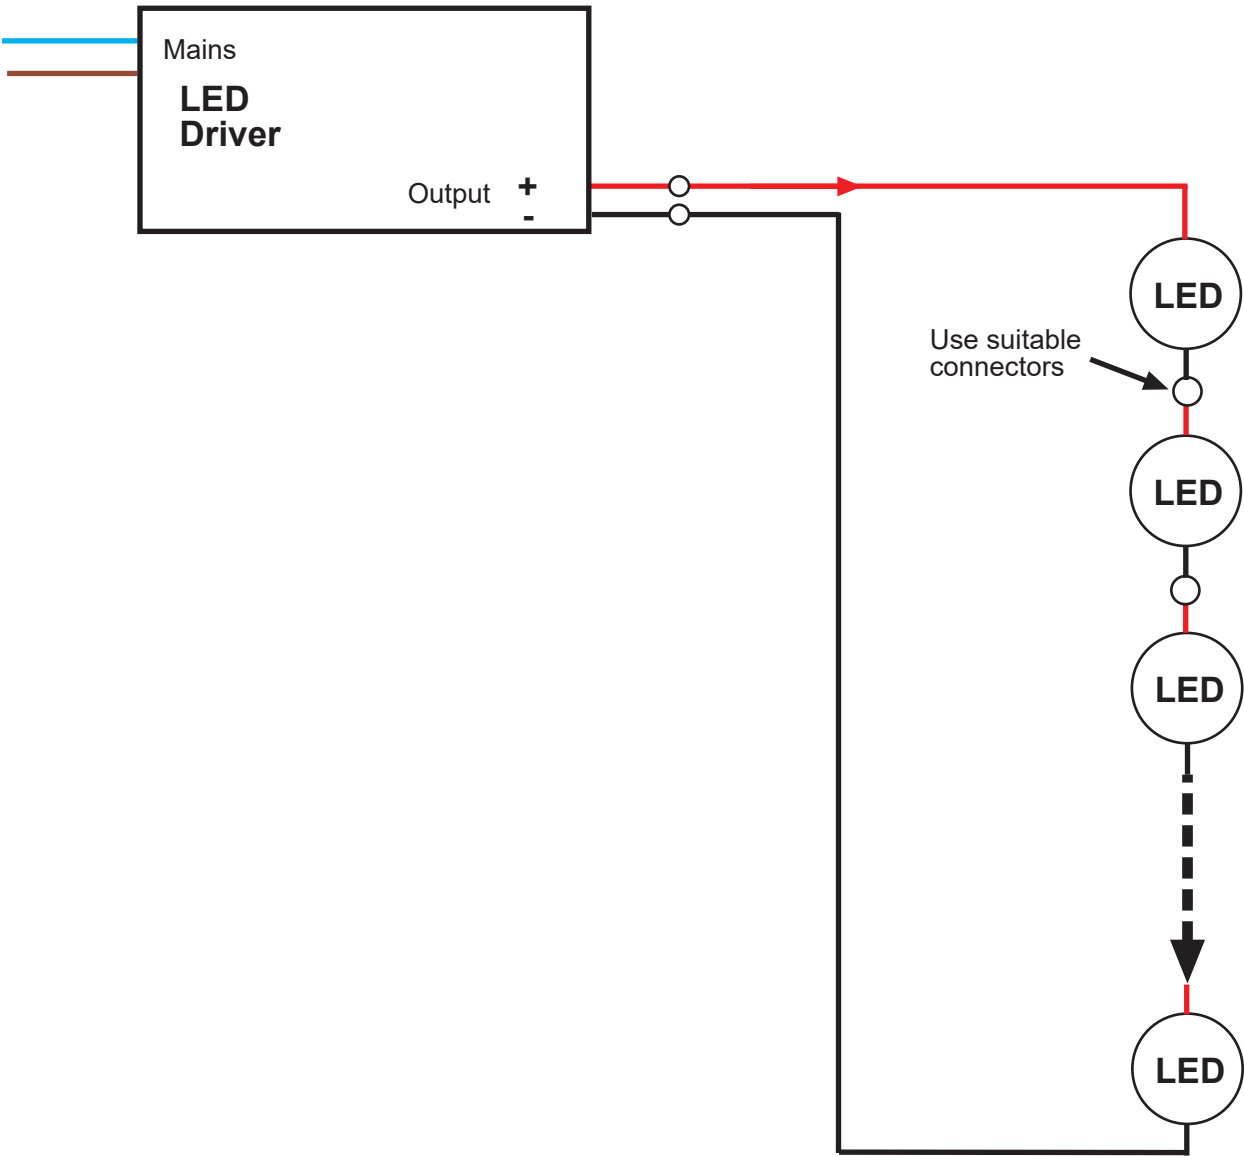 Mains
LED
Driver
Output +
-
LED
Use suitable
connectors
LED
LED
LED